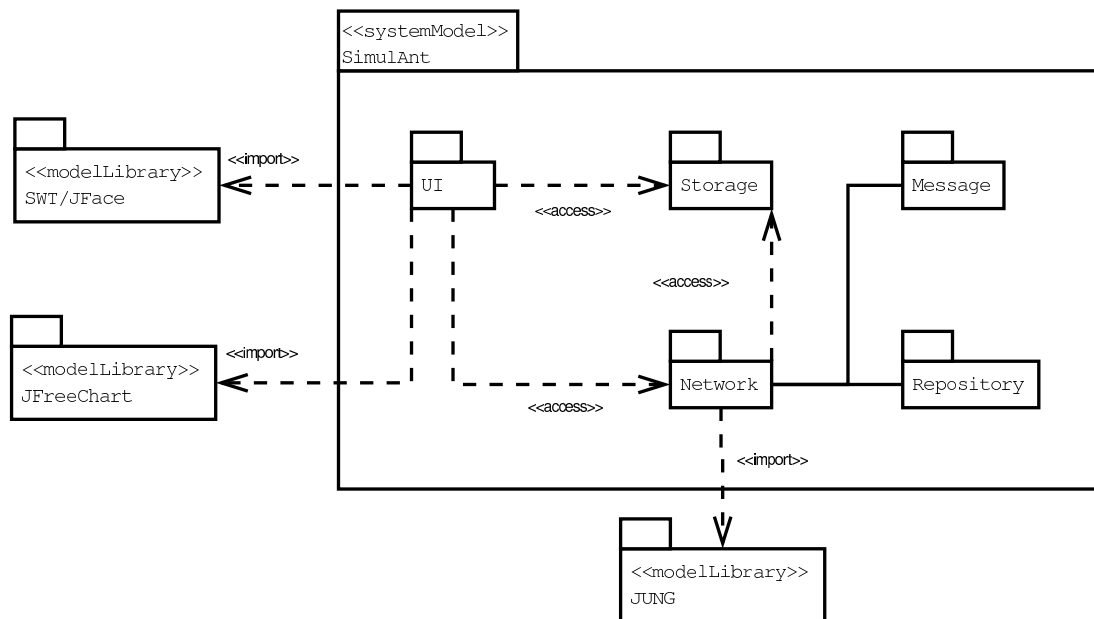 <<systemModel>>
SimulAnt
<<modelLibrary>>
SWT/JFace
<<import>>
UI
<<access>>
Storage
Message
<<access>>
<<modelLibrary>>
JFreeChart
<<import>>
<<access>>
Network
Repository
<<import>>
<<modelLibrary>>
JUNG